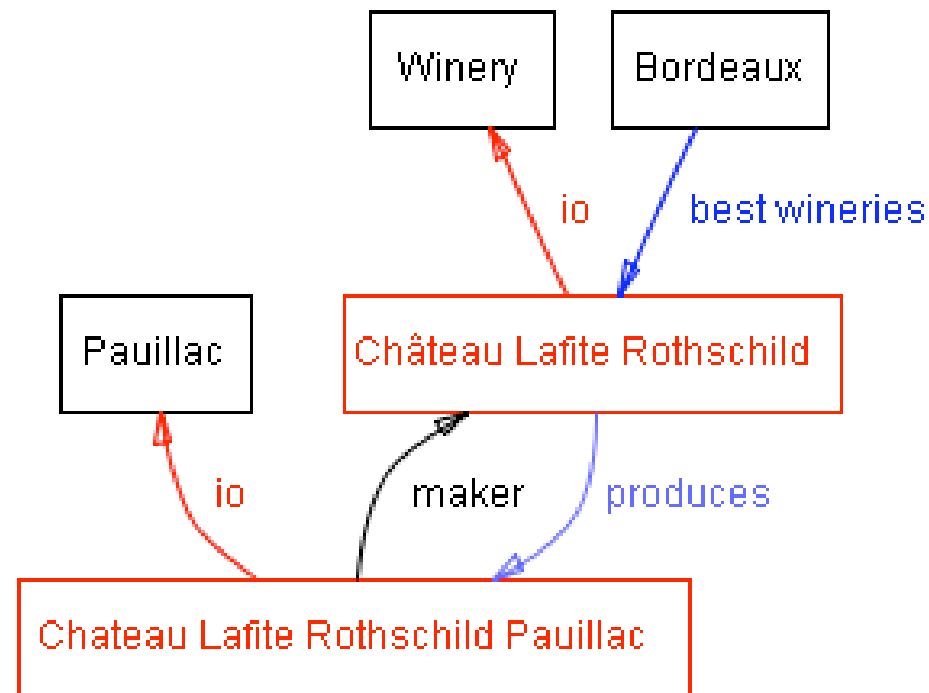 Winery
Bordeaux
io
best wineries
Pauillac
Château Lafite Rothschild
io
maker
produces
Chateau Lafite Rothschild Pauillac